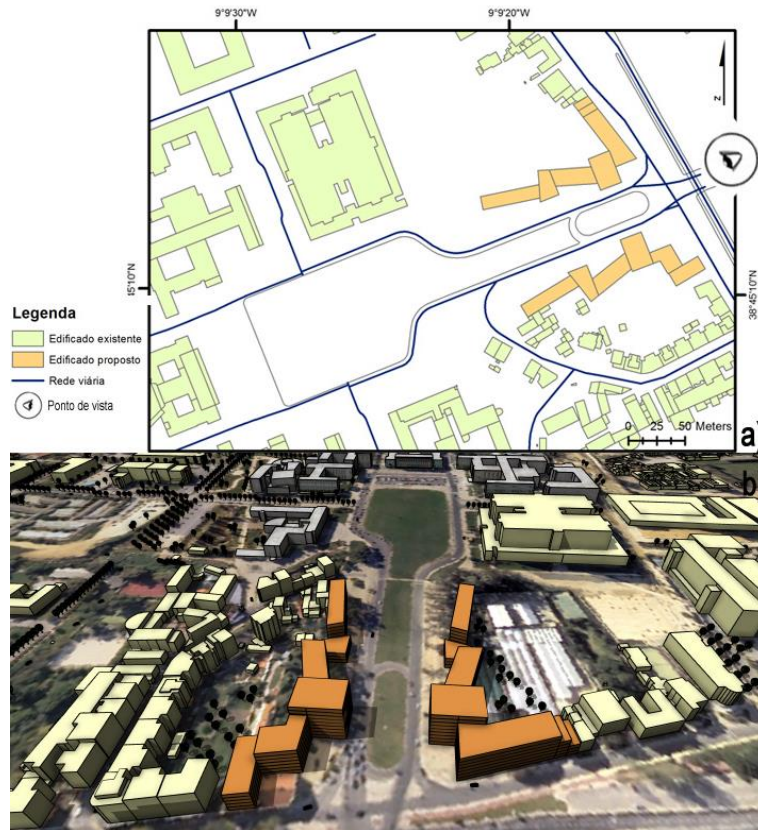 9°9'30"W
9°9'20"W
z
45'10"N
38°45'10"N
Legenda
Edificado existente
Edificado proposto
Rede viária
Ponto de vista
0 25 50 Meters
a)
b